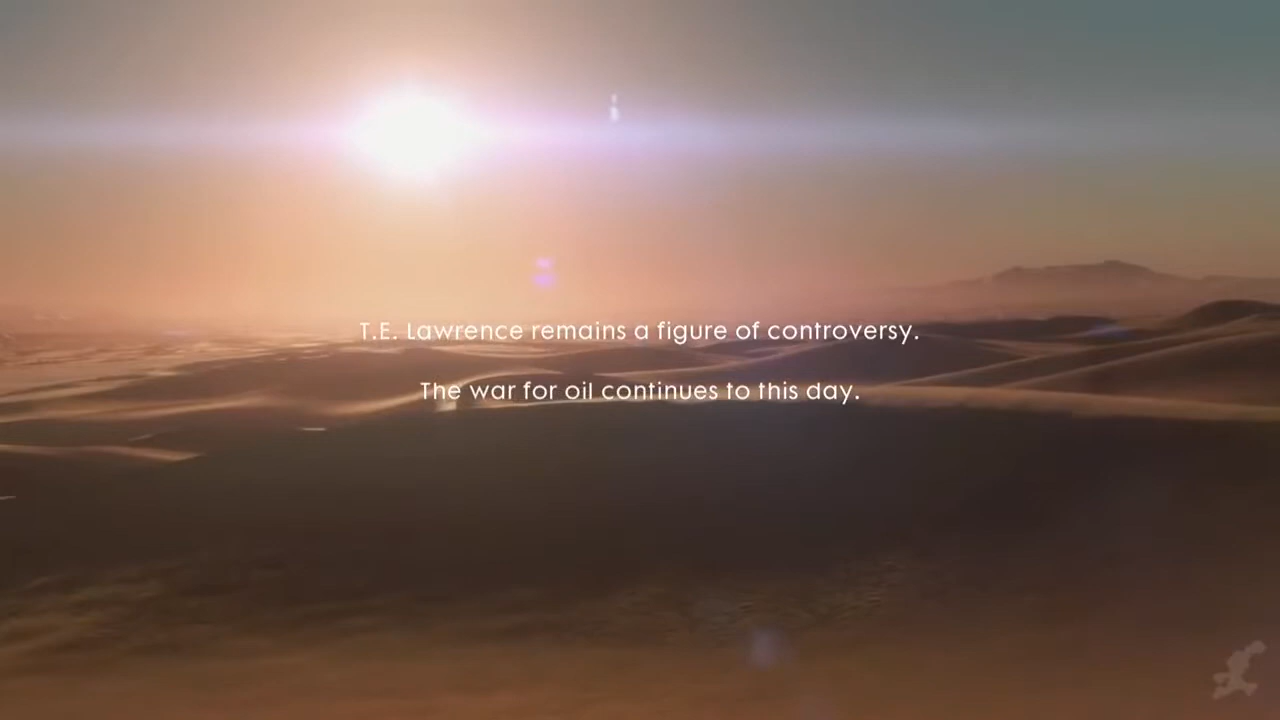 T.E. Lawrence remains a figure of controversy.
The war for oil continues to this day.